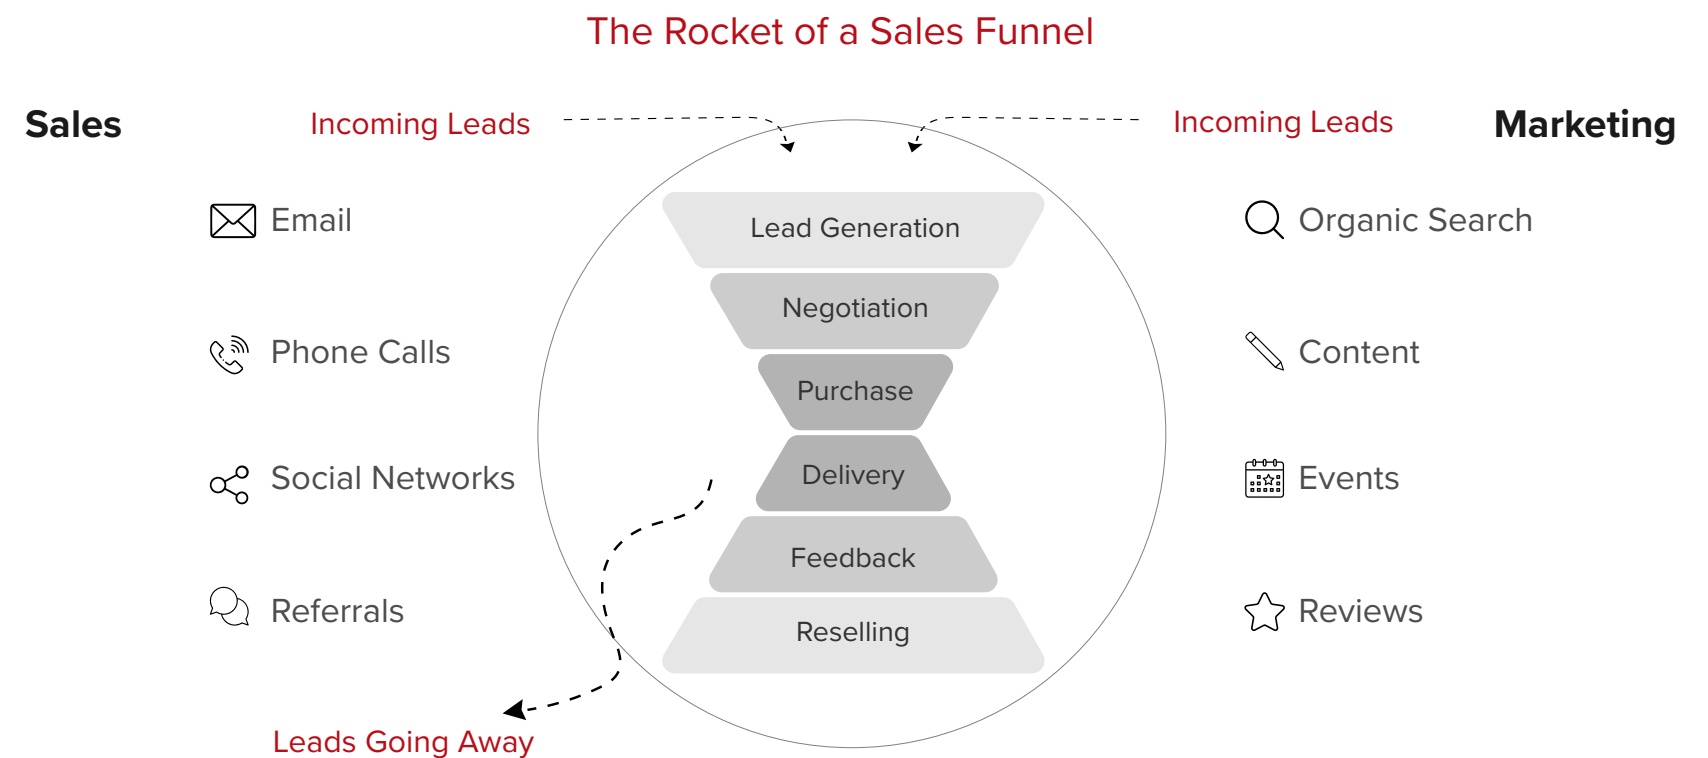 The Rocket of a Sales Funnel
Sales
Incoming Leads
Incoming Leads
Marketing
Email
Phone Calls
Social Networks
Referrals
Lead Generation
Negotiation
Purchase
Delivery
Feedback
Reselling
Organic Search
Content
Events
Reviews
Leads Going Away